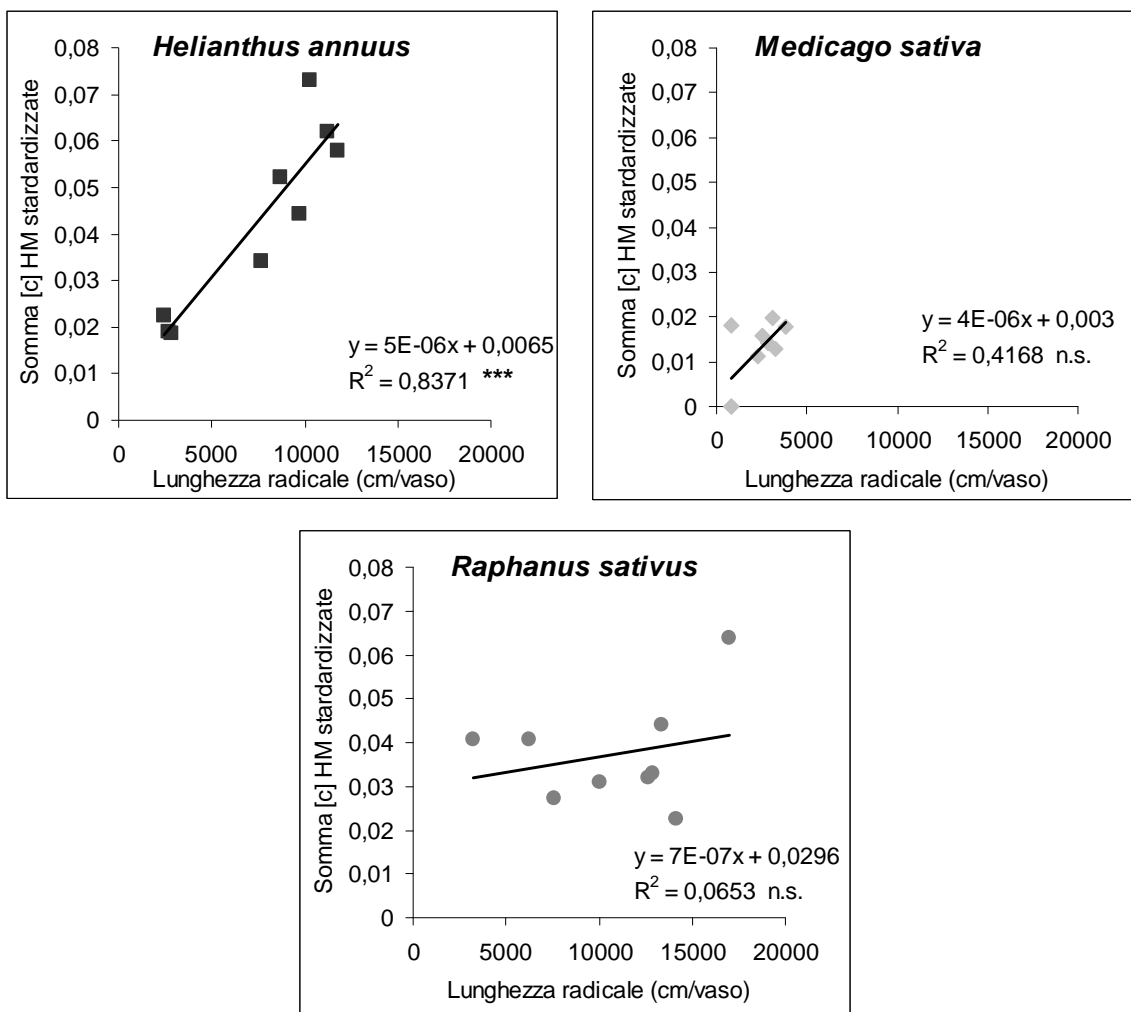 Helianthus annuus
Somma [c] HM stardardizzate
0,08
0,07
0,06
0,05
0,04
0,03
0,02
0,01
0
y = 5E-06x + 0,0065
R² = 0,8371 ***
0 5000 10000 15000 20000
Lunghezza radicale (cm/vaso)
Medicago sativa
Somma [c] HM stardardizzate
0,08
0,07
0,06
0,05
0,04
0,03
0,02
0,01
0
y = 4E-06x + 0,003
R² = 0,4168 n.s.
0 5000 10000 15000 20000
Lunghezza radicale (cm/vaso)
Raphanus sativus
Somma [c] HM stardardizzate
0,08
0,07
0,06
0,05
0,04
0,03
0,02
0,01
0
y = 7E-07x + 0,0296
R² = 0,0653 n.s.
0 5000 10000 15000 20000
Lunghezza radicale (cm/vaso)